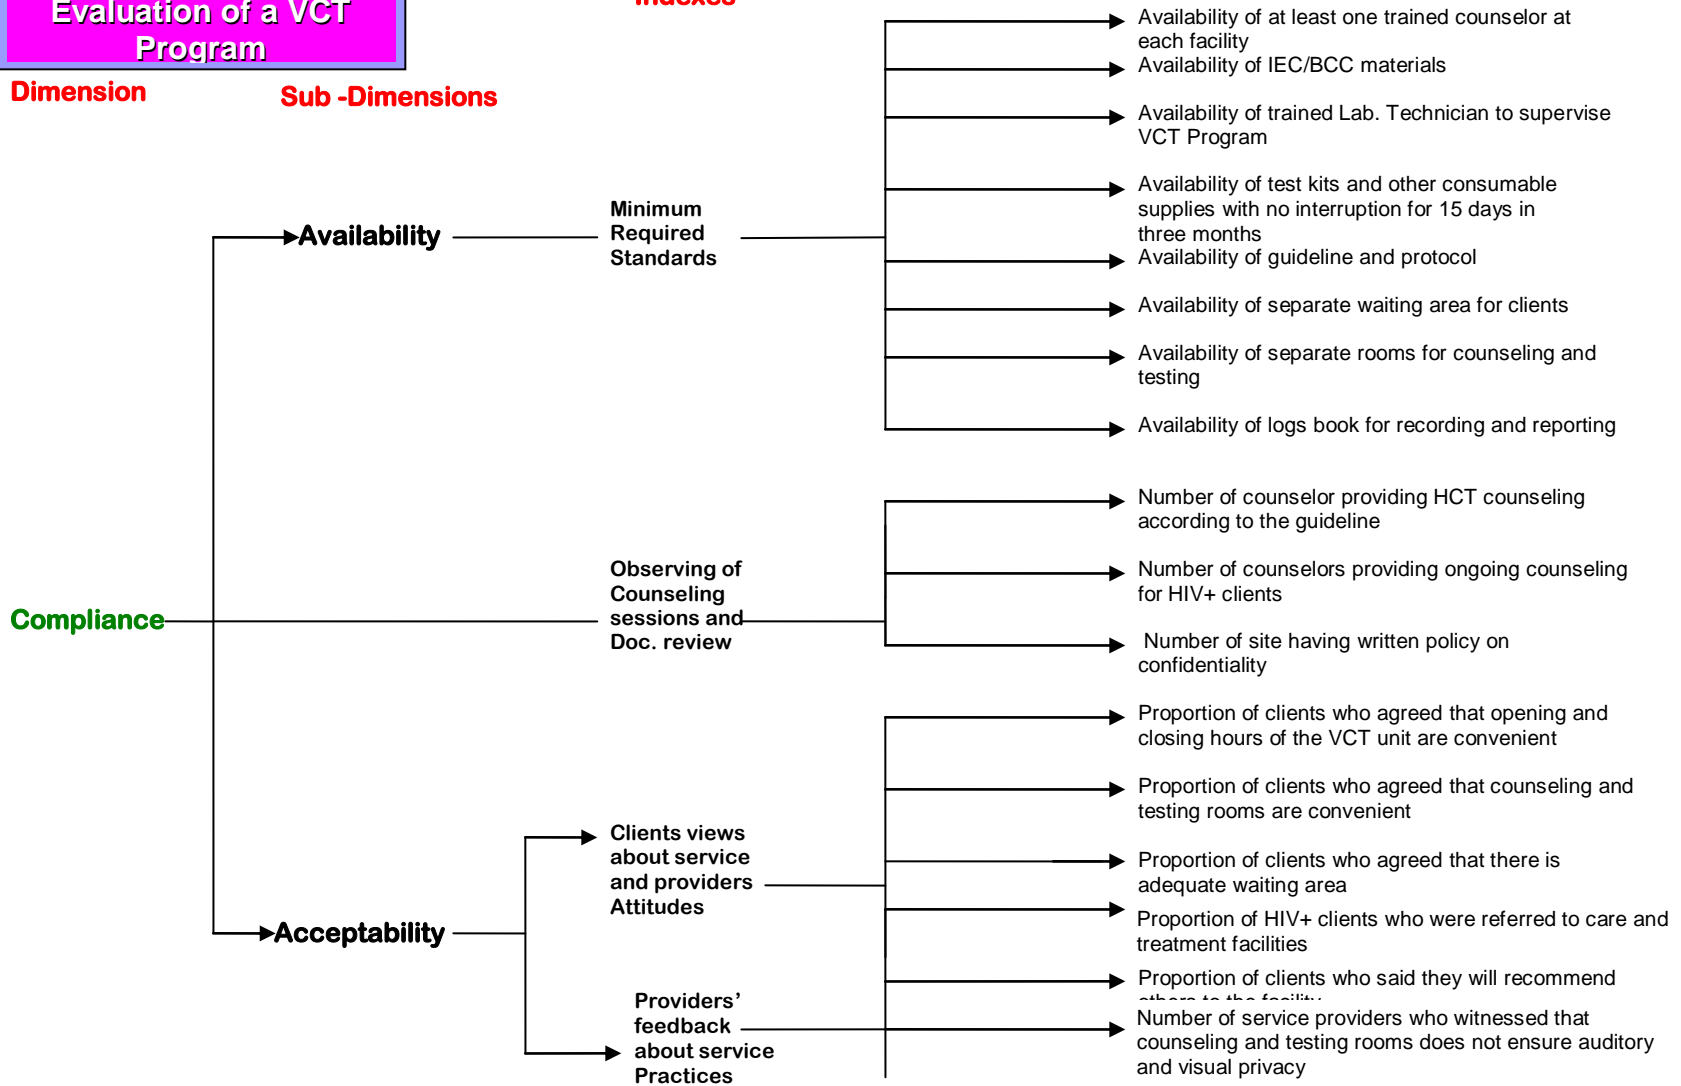 Evaluation of a VCT
Program
Indexes
Dimension
Sub -Dimensions
Availability
Minimum
Required
Standards
Availability of at least one trained counselor at
each facility
Availability of IEC/BCC materials
Availability of trained Lab. Technician to supervise
VCT Program
Availability of test kits and other consumable
supplies with no interruption for 15 days in
three months
Availability of guideline and protocol
Availability of separate waiting area for clients
Availability of separate rooms for counseling and
testing
Availability of logs book for recording and reporting
Compliance
Observing of
Counseling
sessions and
Doc. review
Number of counselor providing HCT counseling
according to the guideline
Number of counselors providing ongoing counseling
for HIV+ clients
Number of site having written policy on
confidentiality
Acceptability
Clients views
about service
and providers
Attitudes
Proportion of clients who agreed that opening and
closing hours of the VCT unit are convenient
Proportion of clients who agreed that counseling and
testing rooms are convenient
Proportion of clients who agreed that there is
adequate waiting area
Proportion of HIV+ clients who were referred to care and
treatment facilities
Proportion of clients who said they will recommend
others to the facility
Providers’
feedback
about service
Practices
Number of service providers who witnessed that
counseling and testing rooms does not ensure auditory
and visual privacy